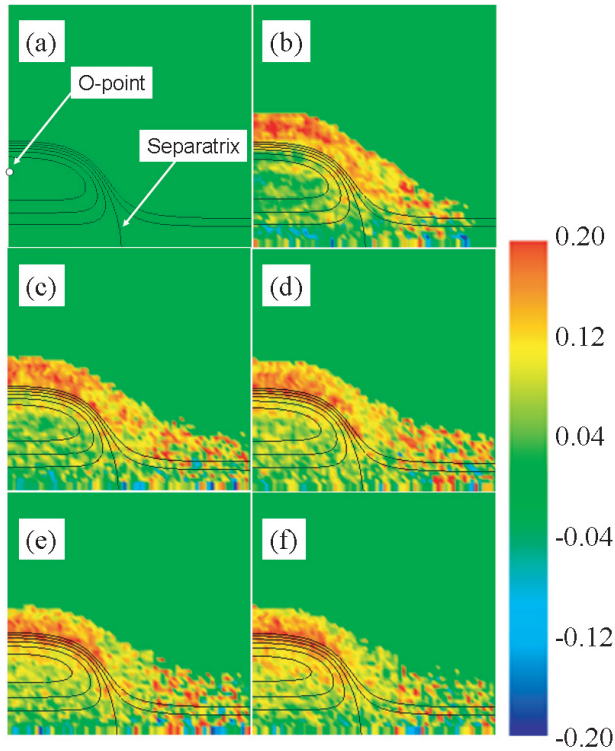 (a)
O-point
Separatrix
(b)
(c)
(d)
(e)
(f)
0.20
0.12
0.04
-0.04
-0.12
-0.20